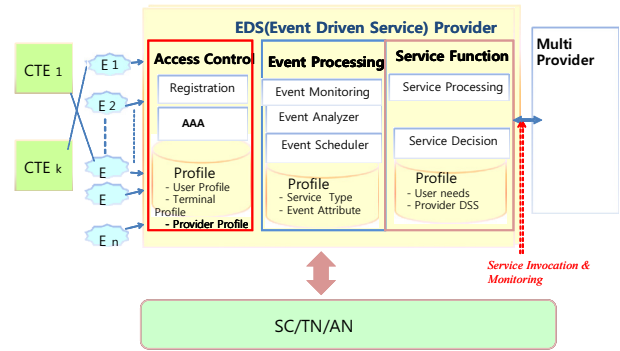 EDS(Event Driven Service) Provider
Multi
Provider
CTE 1
CTE k
E 1
E 2
E
E
E n
Access Control
Registration
AAA
Profile
- User Profile
- Terminal
Profile
- Provider Profile
Event Processing
Event Monitoring
Event Analyzer
Event Scheduler
Profile
- Service Type
- Event Attribute
Service Function
Service Processing
Service Decision
Profile
- User needs
- Provider DSS
Service Invocation &
Monitoring
SC/TN/AN